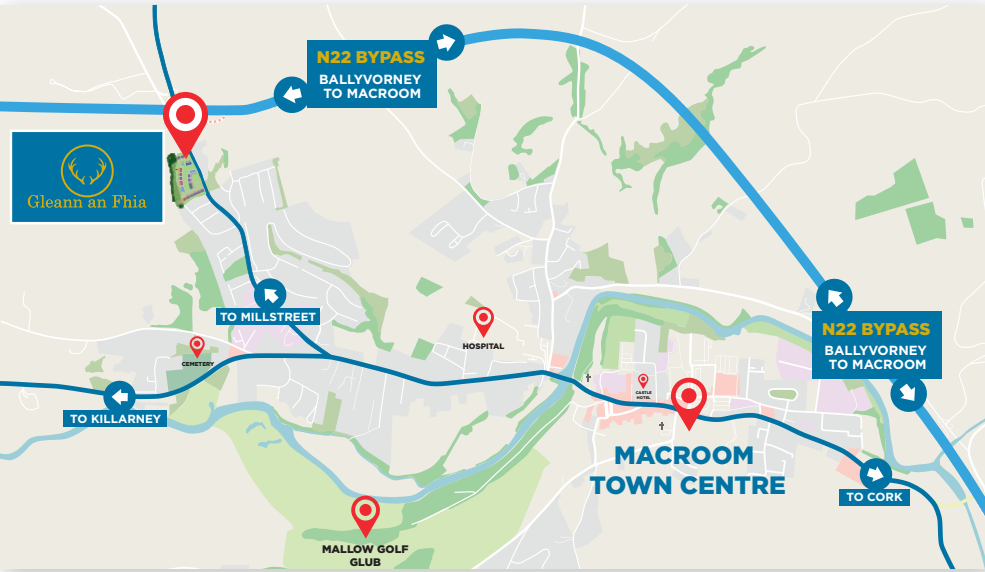 N22 BYPASS
BALLYVORNEY
TO MACROOM
Gleann an Fhia
TO MILLSTREET
HOSPITAL
CEMETERY
N22 BYPASS
BALLYVORNEY
TO MACROOM
CASTLE
HOTEL
TO KILLARNEY
MACROOM
TOWN CENTRE
TO CORK
MALLOW GOLF
GLUB